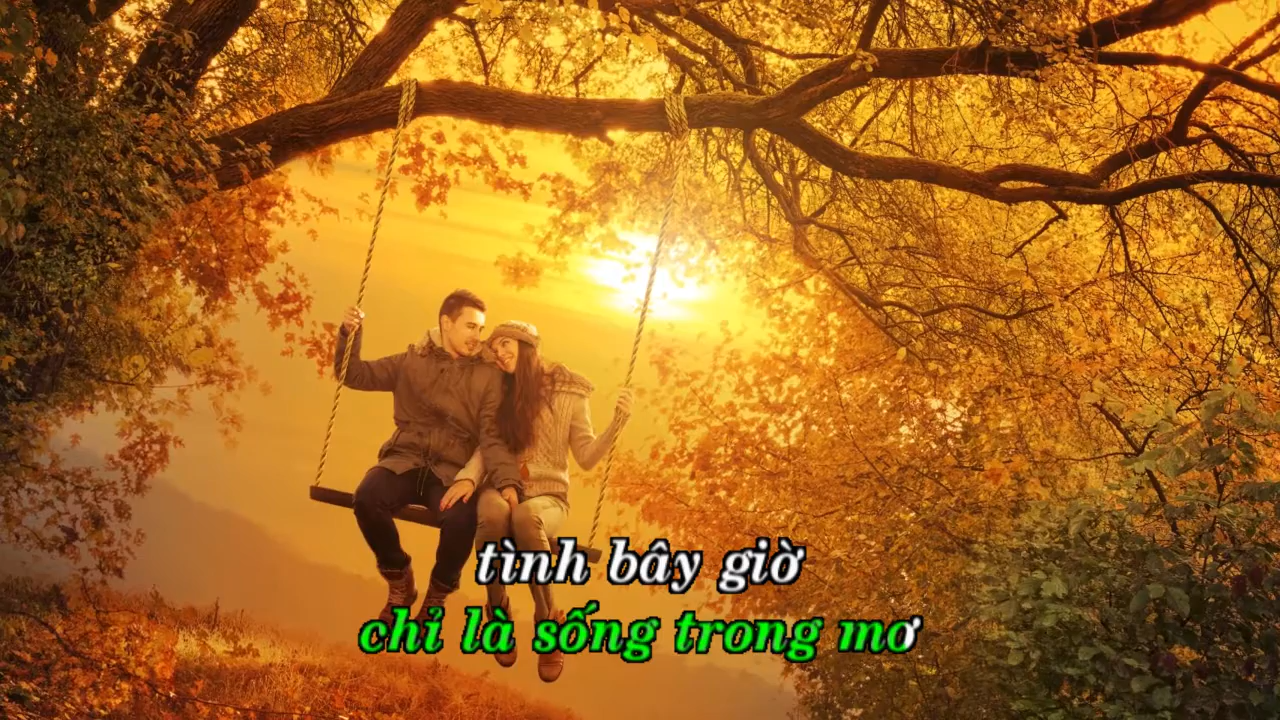 tình bây giờ
chỉ là sống trong mơ